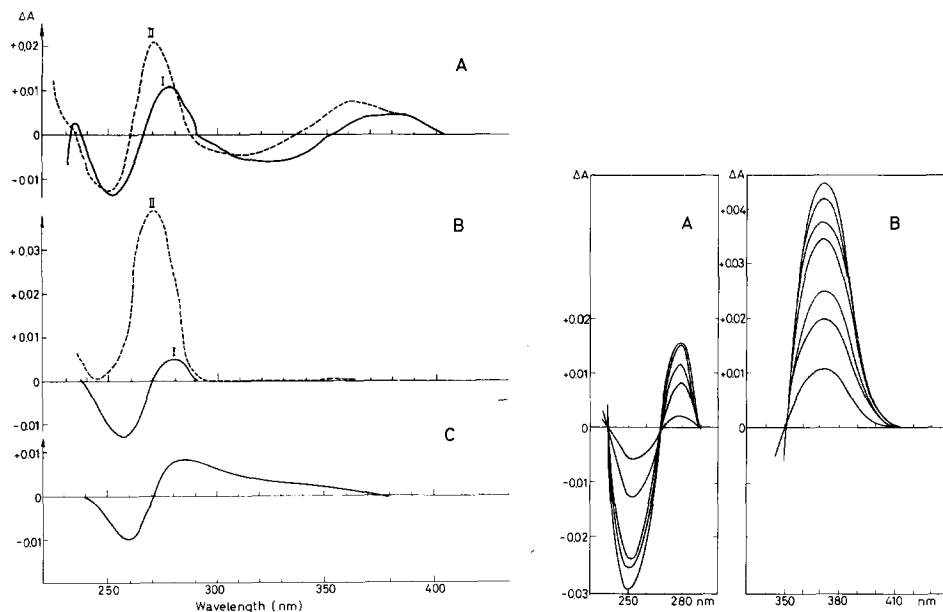 ΔA
+0.02
+0.01
0
-0.01
II
I
A
+0.03
+0.02
+0.01
0
-0.01
II
I
B
+0.01
0
-0.01
C
250
300
350
400
Wavelength (nm)
ΔA
A
+0.02
+0.01
0
-0.01
-0.02
-0.03
250
280 nm
ΔA
B
+0.04
+0.03
+0.02
+0.01
0
350
380
410
nm